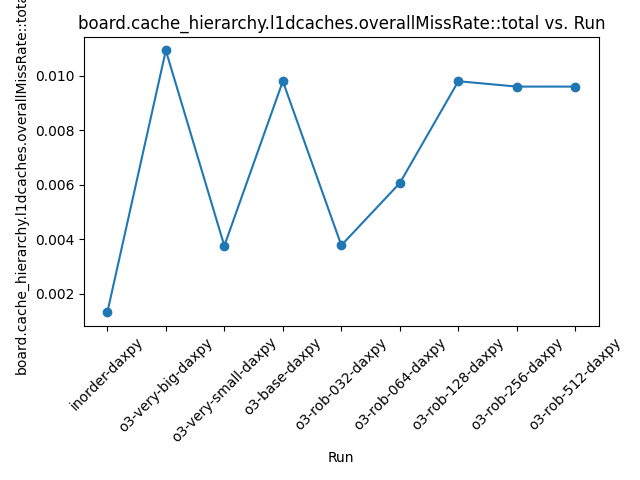 board.cache_hierarchy.l1dcaches.overallMissRate::total vs. Run
board.cache_hierarchy.l1dcaches.overallMissRate::tota
0.010
0.008
0.006
0.004
0.002
inorder-daxpy
o3-very-big-daxpy
o3-very-small-daxpy
o3-base-daxpy
o3-rob-032-daxpy
o3-rob-064-daxpy
o3-rob-128-daxpy
o3-rob-256-daxpy
o3-rob-512-daxpy
Run